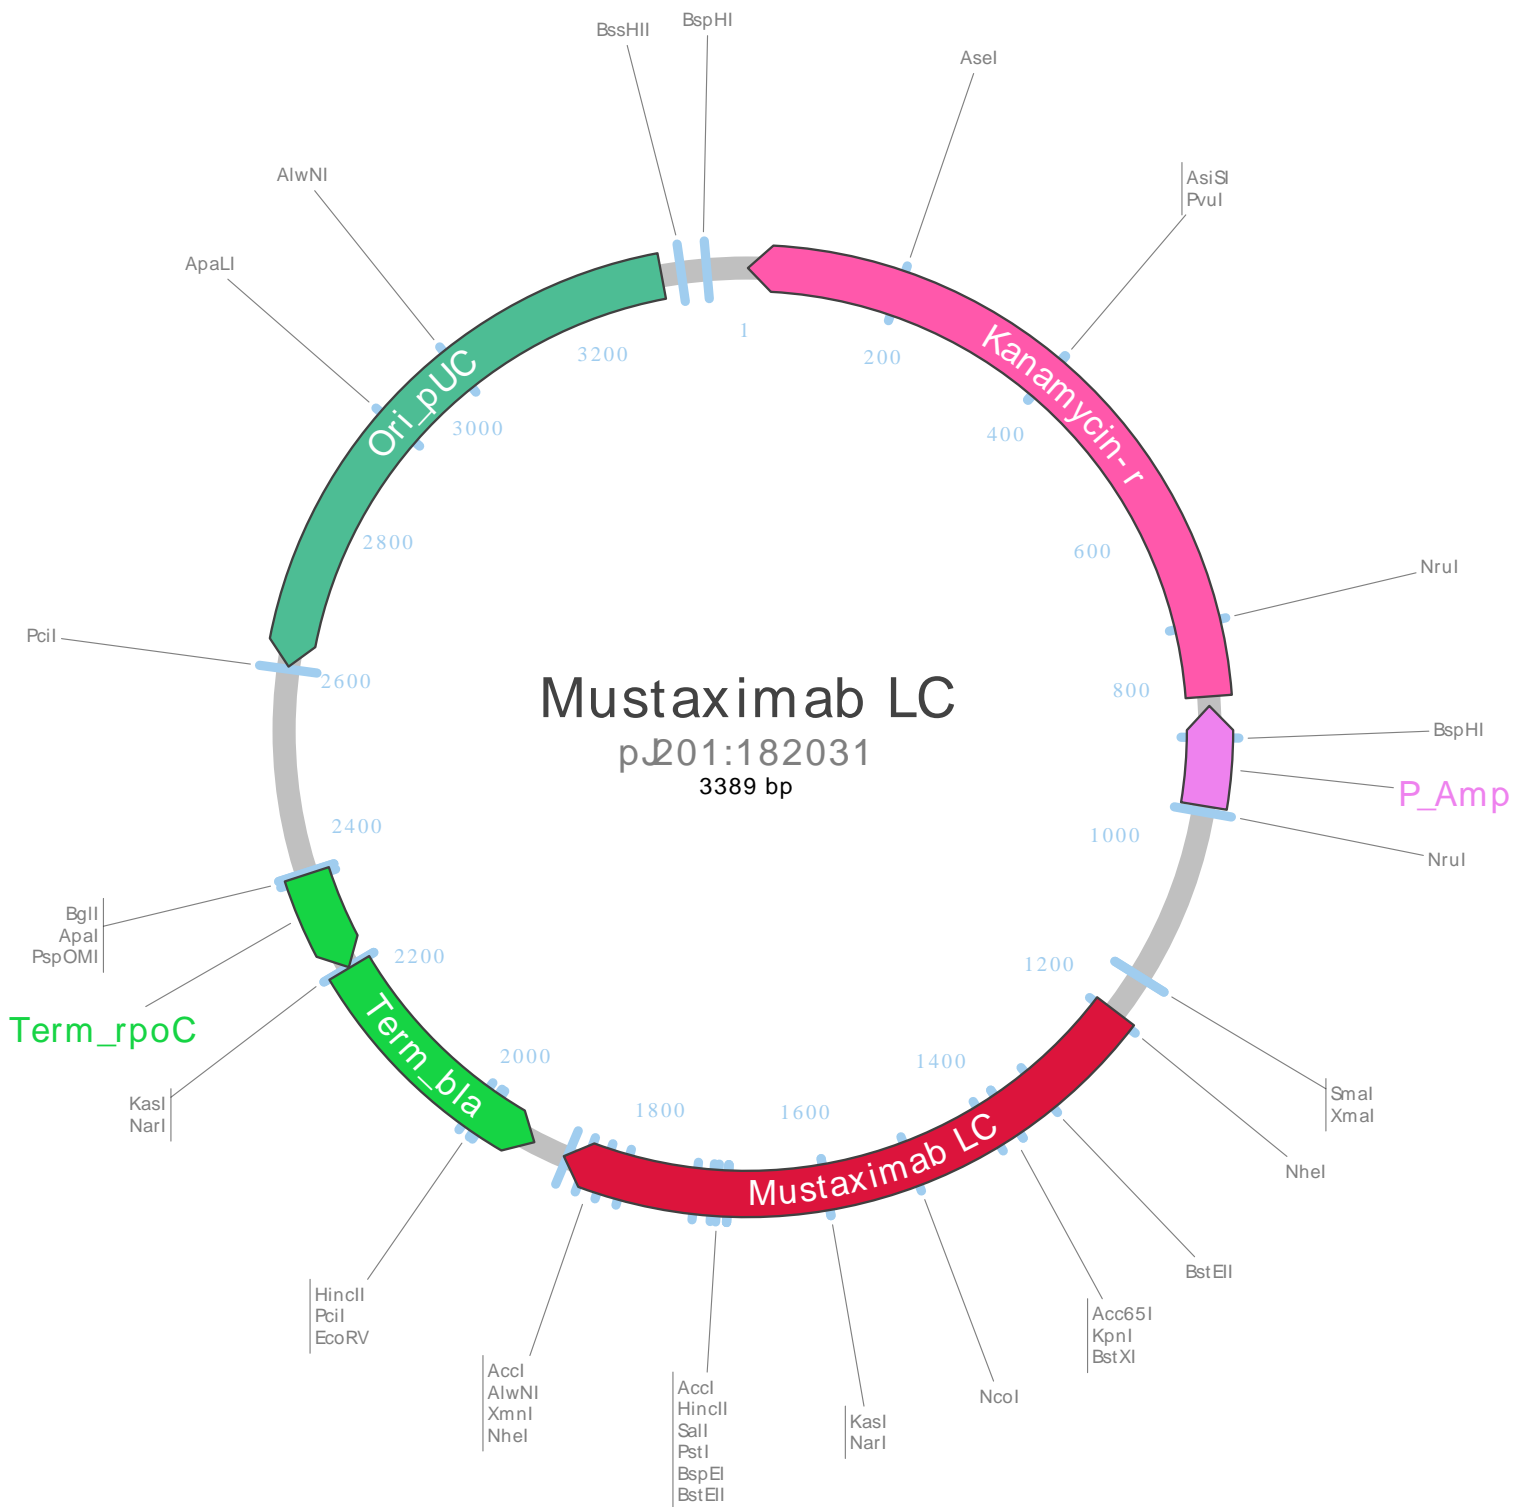 BssHII
BspHI
AseI
AlwNI
AsiSI
PvuI
ApaLI
1
3200
200
Ori_pUC
Kanamycin-r
3000
400
2800
600
NruI
PciI
2600
800
Mustaximab LC
pJ201:182031
3389 bp
BspHI
P_Amp
2400
1000
NruI
BglI
ApaI
PspOMI
2200
1200
Term_rpoC
Term_bla
2000
1400
KasI
NarI
SmaI
XmaI
1800
1600
Mustaximab LC
NheI
BstEII
HincII
PciI
EcoRV
Acc65I
KpnI
BstXI
AccI
AlwNI
XmnI
NheI
AccI
HincII
SalI
PstI
BspEI
BstEII
NcoI
KasI
NarI